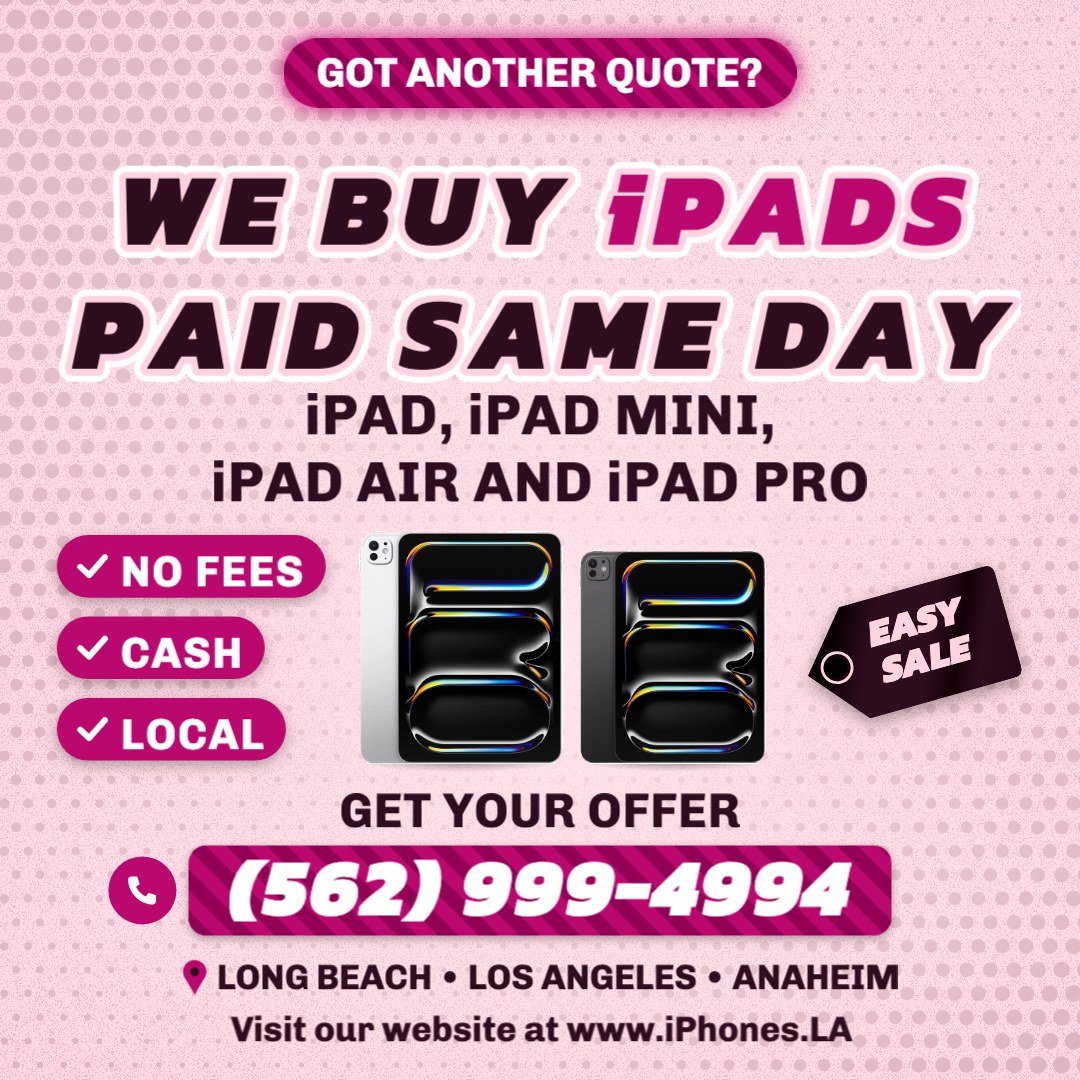 GOT ANOTHER QUOTE?
WE BUY iPADS
PAID SAME DAY
iPAD, iPAD MINI,
iPAD AIR AND iPAD PRO
NO FEES
CASH
LOCAL
EASY
SALE
GET YOUR OFFER
(562) 999-4994
LONG BEACH • LOS ANGELES • ANAHEIM
Visit our website at www.iPhones.LA